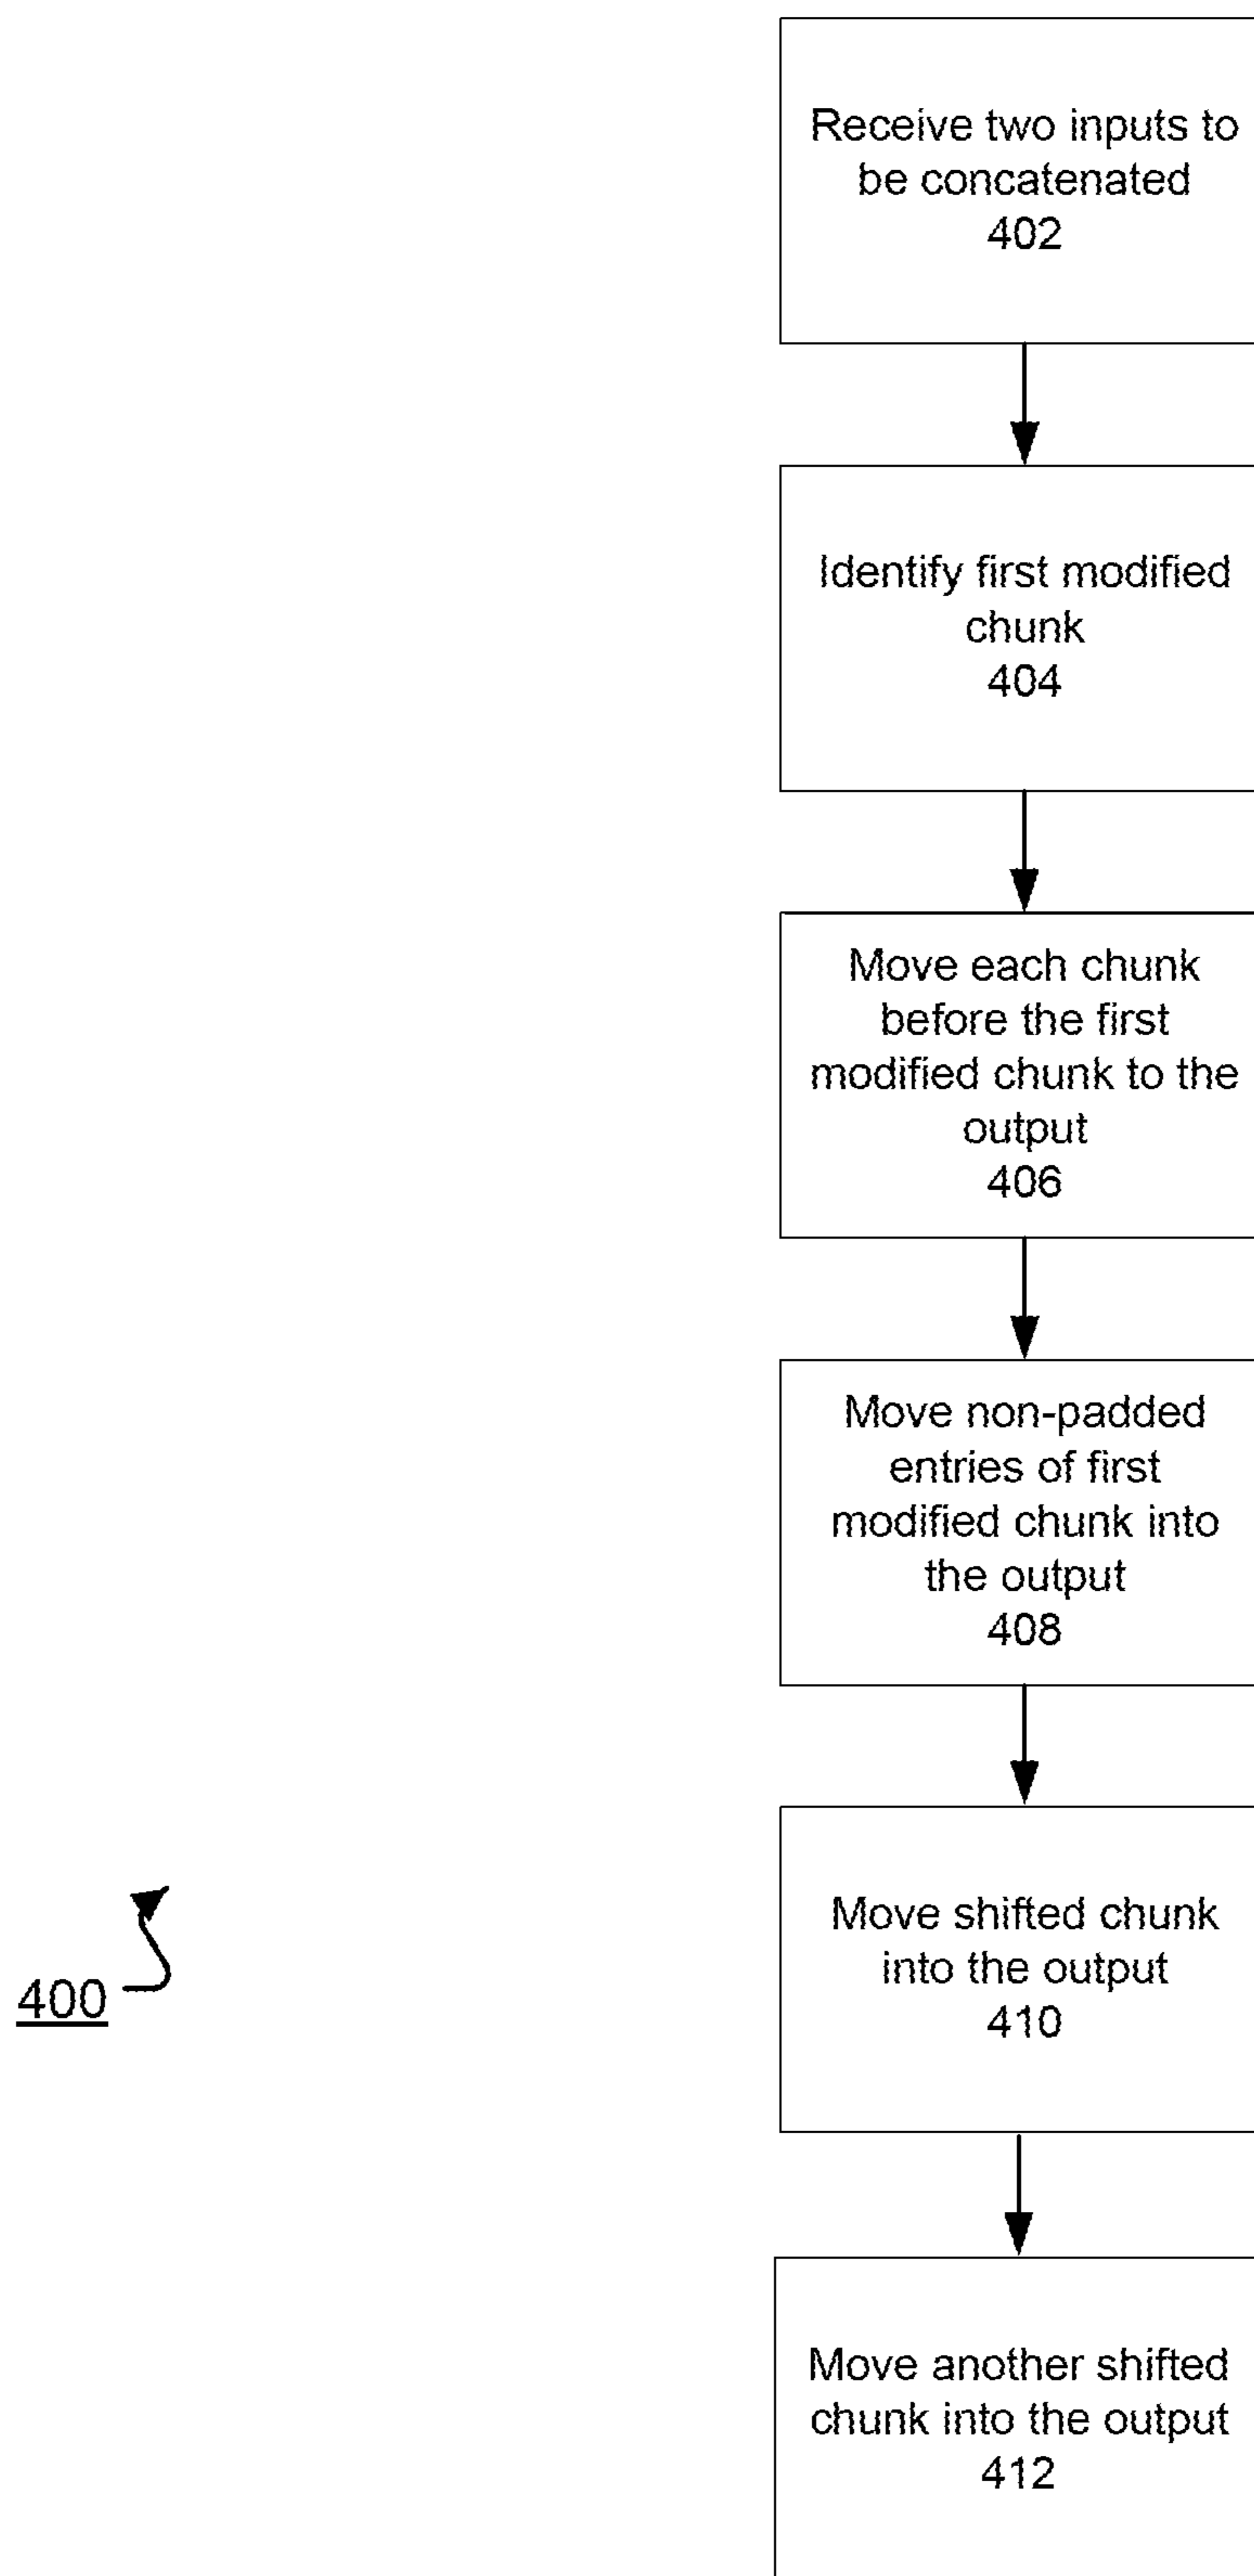 Receive two inputs to
be concatenated
402
Identify first modified
chunk
404
Move each chunk
before the first
modified chunk to the
output
406
Move non-padded
entries of first
modified chunk into
the output
408
Move shifted chunk
into the output
410
400
Move another shifted
chunk into the output
412